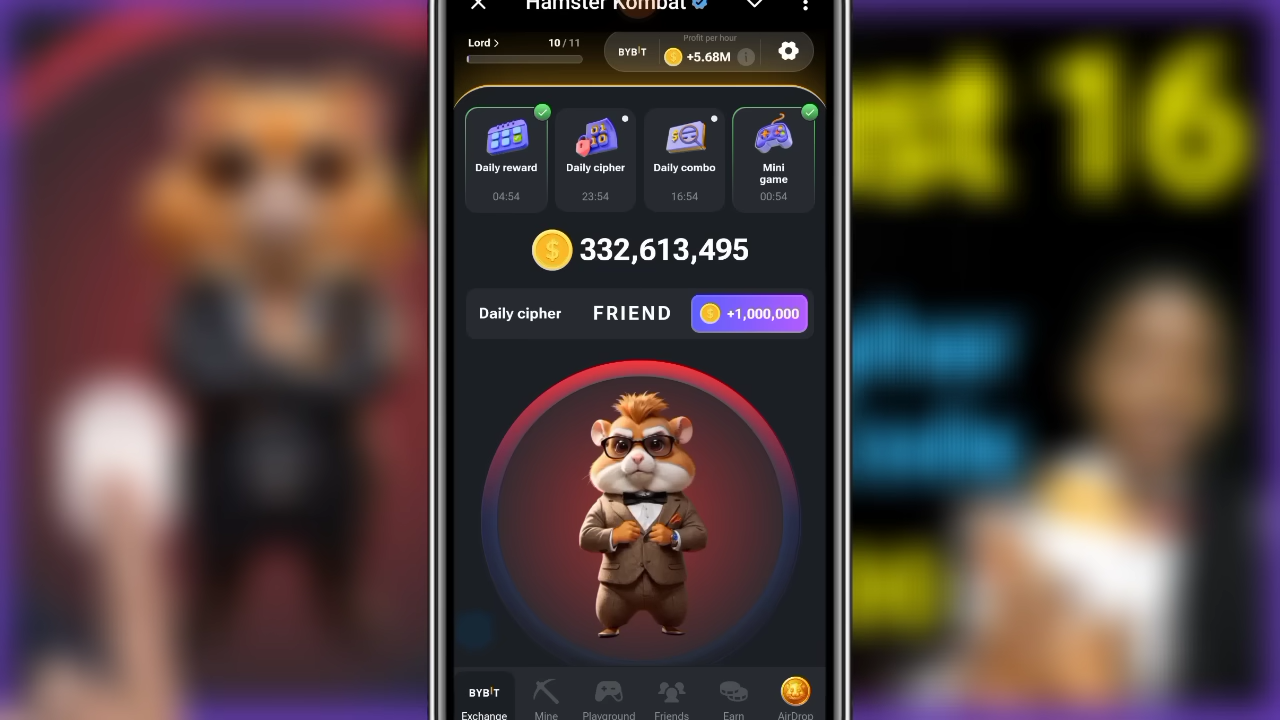 Hamster Kombat
Lord >
10 / 11
BYBIT
Profit per hour
+5.68M
Daily reward
04:54
Daily cipher
23:54
Daily combo
16:54
Mini
game
00:54
332,613,495
Daily cipher
FRIEND
+1,000,000
BYBIT
Exchange
Mine
Playground
Friends
Earn
AirDrop
16